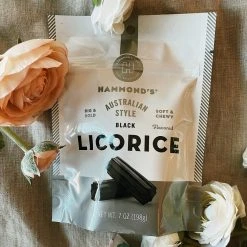 HAMMOND'S
BIG & BOLD
AUSTRALIAN STYLE
SOFT & CHEWY
BLACK
Flavored
LICORICE
NET WT. 7 OZ (198g)